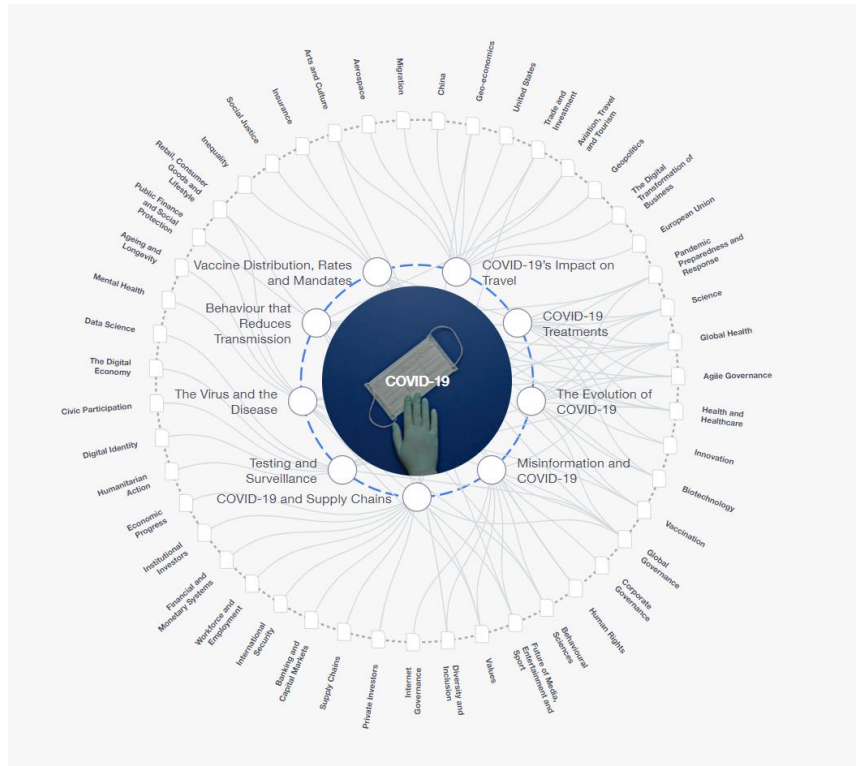 Arts and Culture
Aerospace
Migration
China
Geo-economics
United States
Trade and
Investment
Aviation, Travel
and Tourism
Geopolitics
The Digital
Transformation of
Business
European Union
Pandemic
Preparedness and
Response
Science
Global Health
Agile Governance
Health and
Healthcare
Innovation
Biotechnology
Vaccination
Global
Governance
Corporate
Governance
Human Rights
Behavioural
Sciences
Future of Media,
Entertainment and
Sport
Values
Diversity and
Inclusion
Internet
Governance
Private Investors
Supply Chains
Banking and
Capital Markets
International
Security
Workforce and
Employment
Financial and
Monetary Systems
Institutional
Investors
Economic
Progress
Humanitarian
Action
Digital Identity
Civic Participation
The Digital
Economy
Data Science
Mental Health
Ageing and
Longevity
Public Finance
and Social
Protection
Retail, Consumer
Goods and
Lifestyle
Inequality
Social Justice
Insurance
Vaccine Distribution, Rates
and Mandates
COVID-19's Impact on
Travel
Behaviour that
Reduces
Transmission
COVID-19
Treatments
COVID-19
The Virus and the
Disease
The Evolution of
COVID-19
Testing and
Surveillance
Misinformation and
COVID-19
COVID-19 and Supply Chains